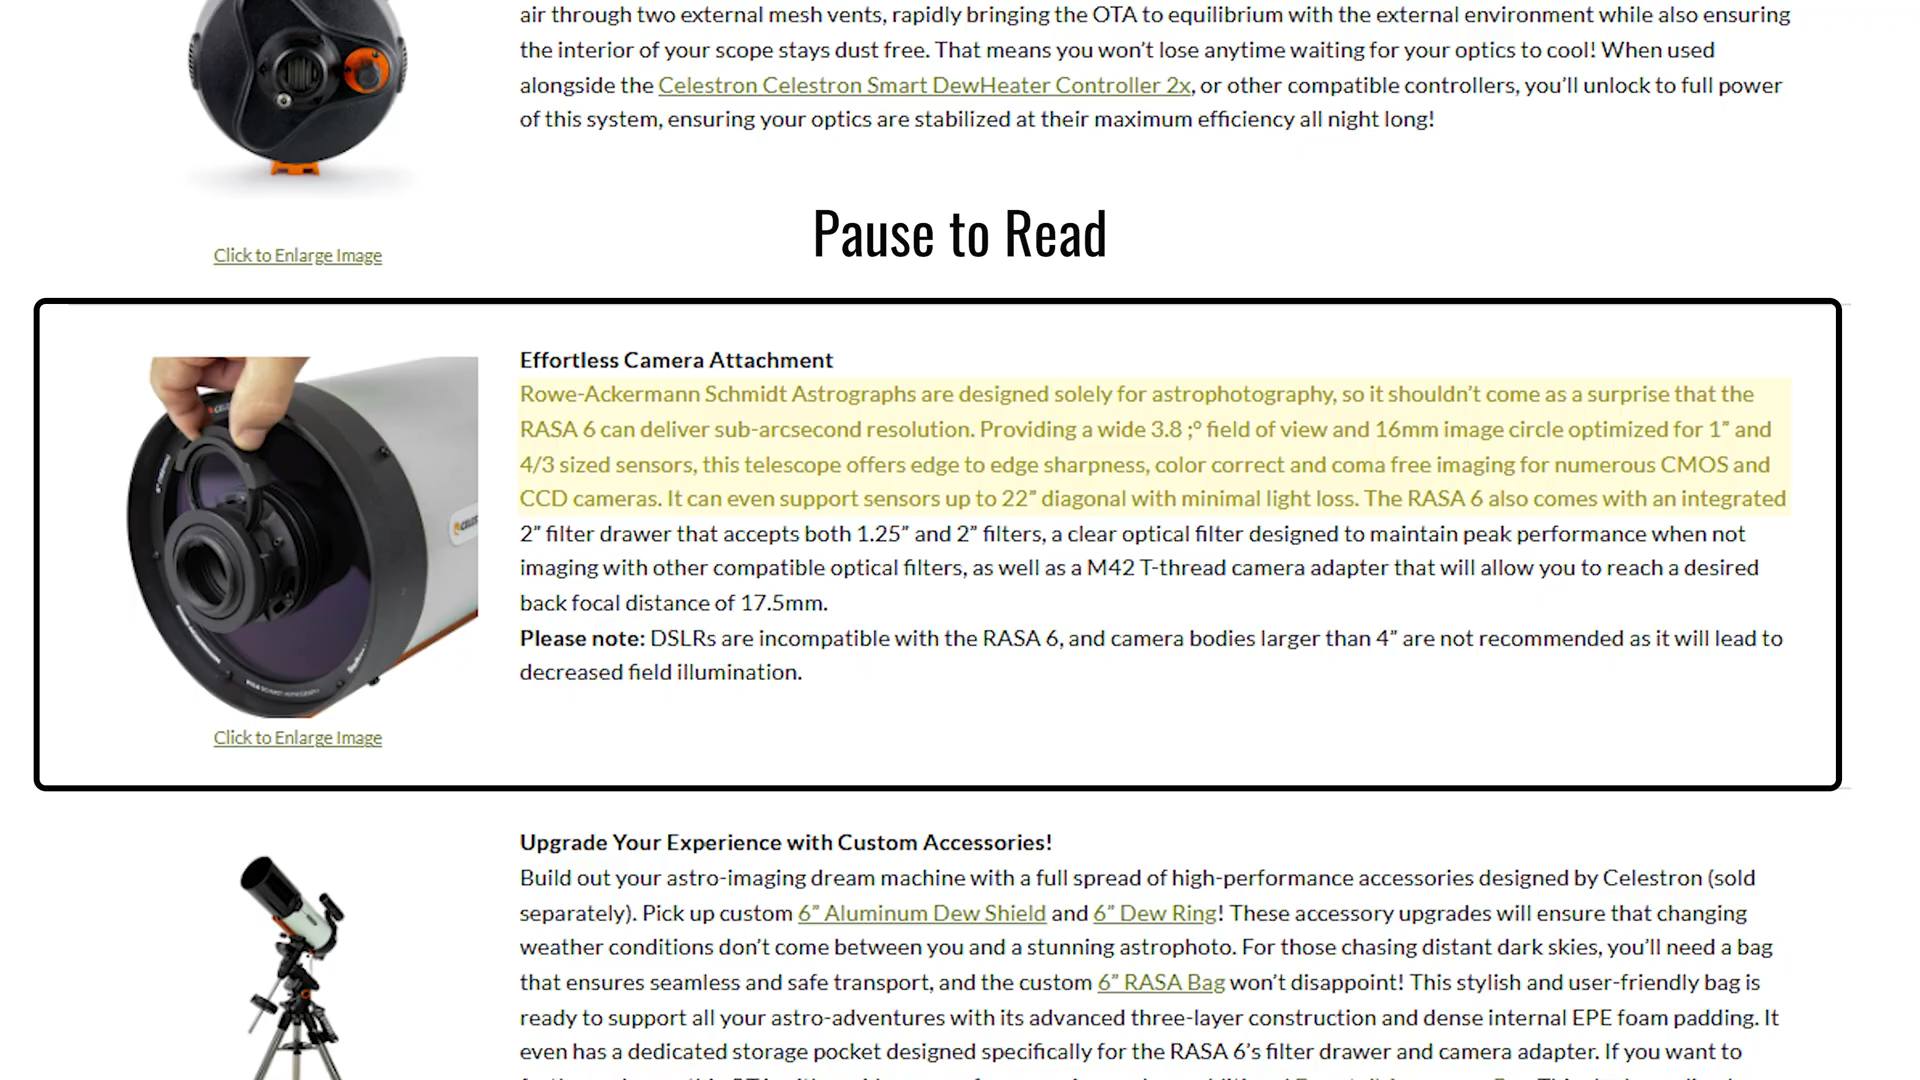 air through two external mesh vents, rapidly bringing the OTA to equilibrium with the external environment while also ensuring
the interior of your scope stays dust free. That means you won’t lose anytime waiting for your optics to cool! When used
alongside the Celestron Celestron Smart DewHeater Controller 2x, or other compatible controllers, you’ll unlock to full power
of this system, ensuring your optics are stabilized at their maximum efficiency all night long!
Click to Enlarge Image
Pause to Read
Effortless Camera Attachment
Rowe-Ackermann Schmidt Astrographs are designed solely for astrophotography, so it shouldn’t come as a surprise that the
RASA 6 can deliver sub-arcsecond resolution. Providing a wide 3.8 ;° field of view and 16mm image circle optimized for 1” and
4/3 sized sensors, this telescope offers edge to edge sharpness, color correct and coma free imaging for numerous CMOS and
CCD cameras. It can even support sensors up to 22” diagonal with minimal light loss. The RASA 6 also comes with an integrated
2” filter drawer that accepts both 1.25” and 2” filters, a clear optical filter designed to maintain peak performance when not
imaging with other compatible optical filters, as well as a M42 T-thread camera adapter that will allow you to reach a desired
back focal distance of 17.5mm.
Please note: DSLRs are incompatible with the RASA 6, and camera bodies larger than 4” are not recommended as it will lead to
decreased field illumination.
Click to Enlarge Image
Upgrade Your Experience with Custom Accessories!
Build out your astro-imaging dream machine with a full spread of high-performance accessories designed by Celestron (sold
separately). Pick up custom 6” Aluminum Dew Shield and 6” Dew Ring! These accessory upgrades will ensure that changing
weather conditions don’t come between you and a stunning astrophoto. For those chasing distant dark skies, you’ll need a bag
that ensures seamless and safe transport, and the custom 6” RASA Bag won’t disappoint! This stylish and user-friendly bag is
ready to support all your astro-adventures with its advanced three-layer construction and dense internal EPE foam padding. It
even has a dedicated storage pocket designed specifically for the RASA 6’s filter drawer and camera adapter. If you want to